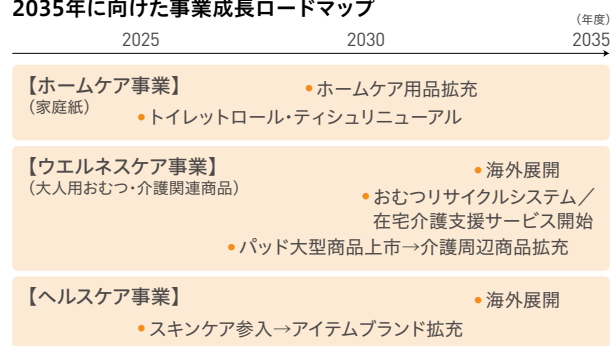 2035年に向けた事業成長ロードマップ
(年度)
2025 2030 2035
【ホームケア事業】
(家庭紙)
●ホームケア用品拡充
●トイレットロール・ティシュリニューアル
【ウエルネスケア事業】
(大人用おむつ・介護関連商品)
●海外展開
●おむつリサイクルシステム／
在宅介護支援サービス開始
●パッド大型商品上市→介護周辺商品拡充
【ヘルスケア事業】
●海外展開
●スキンケア参入→アイテムブランド拡充